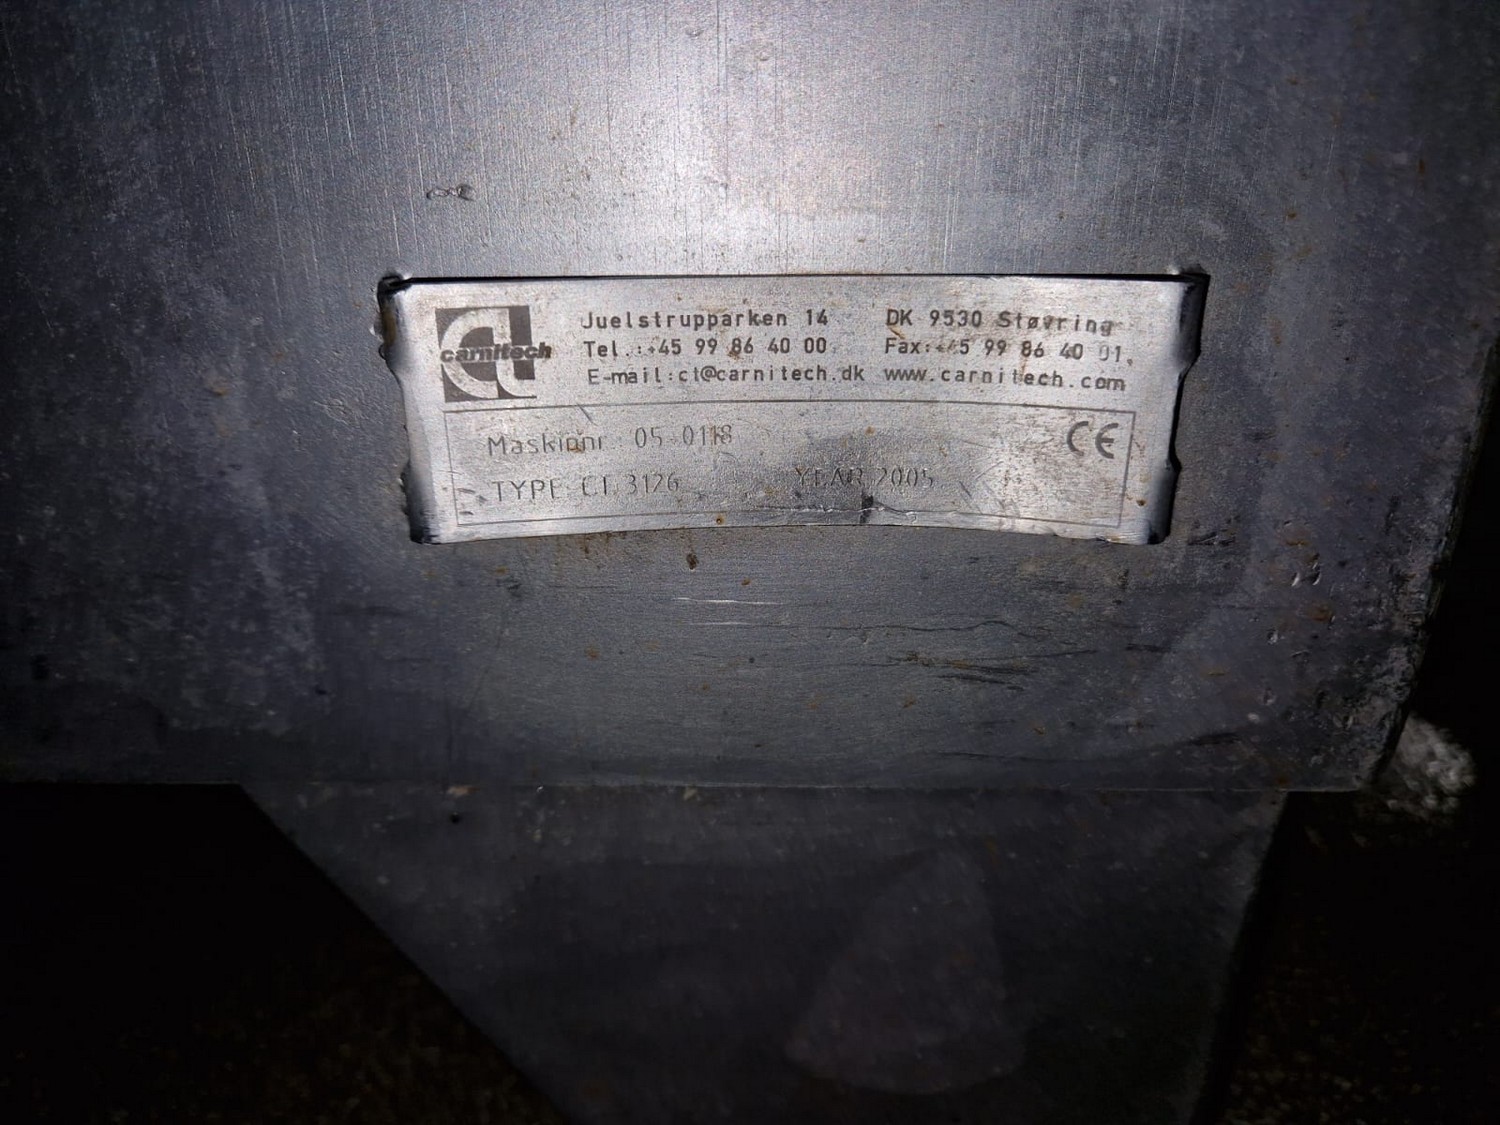 carnitech
Juelstrupparken 14 DK 9530 Støvring
Tel.:+45 99 86 40 00 Fax:+45 99 86 40 01
E-mail:ct@carnitech.dk www.carnitech.com
Maskinnr. 05-0118 CE
TYPE CT 3126 YEAR 2005